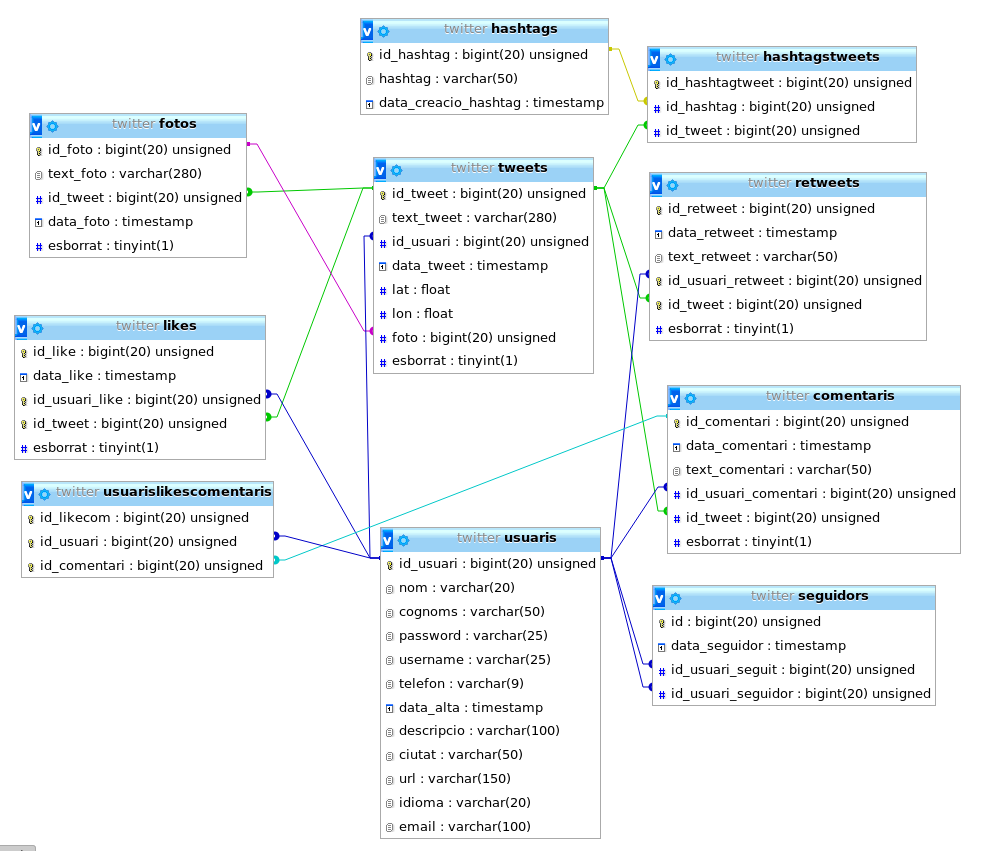 twitter hashtags
id_hashtag : bigint(20) unsigned
hashtag : varchar(50)
data_creacio_hashtag : timestamp
twitter hashtagstweets
id_hashtagtweet : bigint(20) unsigned
id_hashtag : bigint(20) unsigned
id_tweet : bigint(20) unsigned
twitter fotos
id_foto : bigint(20) unsigned
text_foto : varchar(280)
id_tweet : bigint(20) unsigned
data_foto : timestamp
esborrat : tinyint(1)
twitter tweets
id_tweet : bigint(20) unsigned
text_tweet : varchar(280)
id_usuari : bigint(20) unsigned
data_tweet : timestamp
lat : float
lon : float
foto : bigint(20) unsigned
esborrat : tinyint(1)
twitter retweets
id_retweet : bigint(20) unsigned
data_retweet : timestamp
text_retweet : varchar(50)
id_usuari_retweet : bigint(20) unsigned
id_tweet : bigint(20) unsigned
esborrat : tinyint(1)
twitter likes
id_like : bigint(20) unsigned
data_like : timestamp
id_usuari_like : bigint(20) unsigned
id_tweet : bigint(20) unsigned
esborrat : tinyint(1)
twitter comentaris
id_comentari : bigint(20) unsigned
data_comentari : timestamp
text_comentari : varchar(50)
id_usuari_comentari : bigint(20) unsigned
id_tweet : bigint(20) unsigned
esborrat : tinyint(1)
twitter usuarislikescomentaris
id_likecom : bigint(20) unsigned
id_usuari : bigint(20) unsigned
id_comentari : bigint(20) unsigned
twitter usuaris
id_usuari : bigint(20) unsigned
nom : varchar(20)
cognoms : varchar(50)
password : varchar(25)
username : varchar(25)
telefon : varchar(9)
data_alta : timestamp
descripcio : varchar(100)
ciutat : varchar(50)
url : varchar(150)
idioma : varchar(20)
email : varchar(100)
twitter seguidors
id : bigint(20) unsigned
data_seguidor : timestamp
id_usuari_seguit : bigint(20) unsigned
id_usuari_seguidor : bigint(20) unsigned